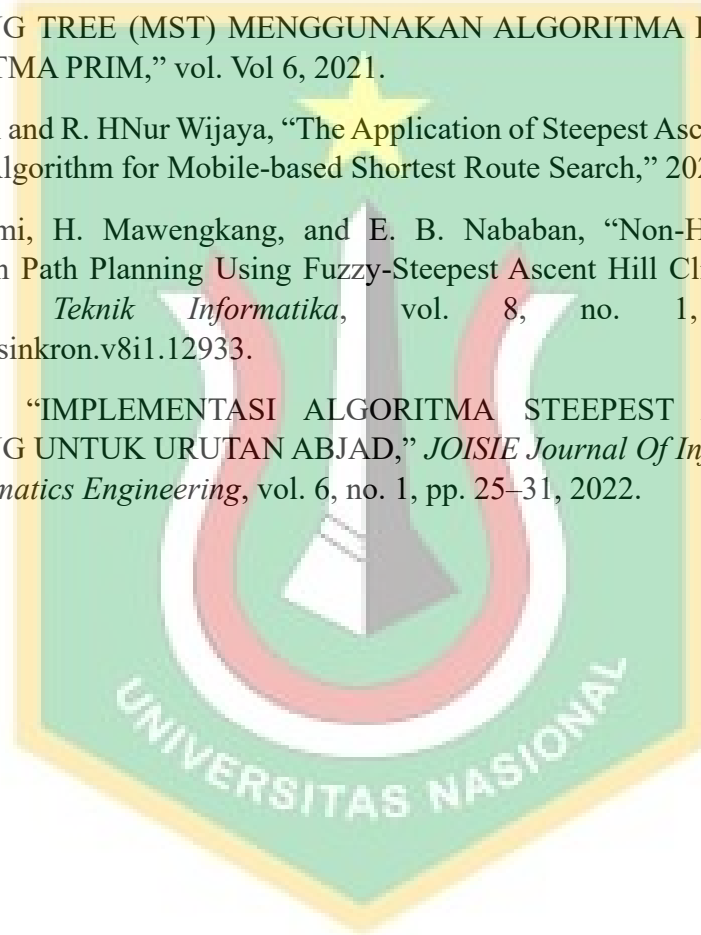 G TREE (MST) MENGGUNAKAN ALGORITMA
TMA PRIM,” vol. Vol 6, 2021.
and R. HNur Wijaya, “The Application of Steepest Asc
lgorithm for Mobile-based Shortest Route Search,” 202
mi, H. Mawengkang, and E. B. Nababan, “Non-H
n Path Planning Using Fuzzy-Steepest Ascent Hill Cl
Teknik Informatika, vol. 8, no. 1,
sinkron.v8i1.12933.
“IMPLEMENTASI ALGORITMA STEEPEST
G UNTUK URUTAN ABJAD,” JOISIE Journal Of In
matics Engineering, vol. 6, no. 1, pp. 25–31, 2022.
UNIVERSITAS NASIONAL